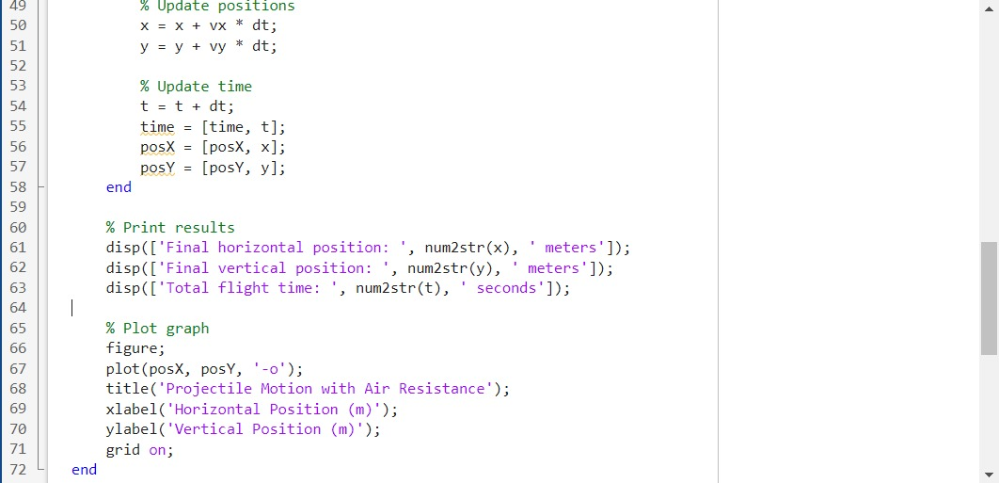 49 % Update positions
50 x = x + vx * dt;
51 y = y + vy * dt;
52
53 % Update time
54 t = t + dt;
55 time = [time, t];
56 posX = [posX, x];
57 posY = [posY, y];
58 end
59
60 % Print results
61 disp(['Final horizontal position: ', num2str(x), ' meters']);
62 disp(['Final vertical position: ', num2str(y), ' meters']);
63 disp(['Total flight time: ', num2str(t), ' seconds']);
64
65 % Plot graph
66 figure;
67 plot(posX, posY, '-o');
68 title('Projectile Motion with Air Resistance');
69 xlabel('Horizontal Position (m)');
70 ylabel('Vertical Position (m)');
71 grid on;
72 end